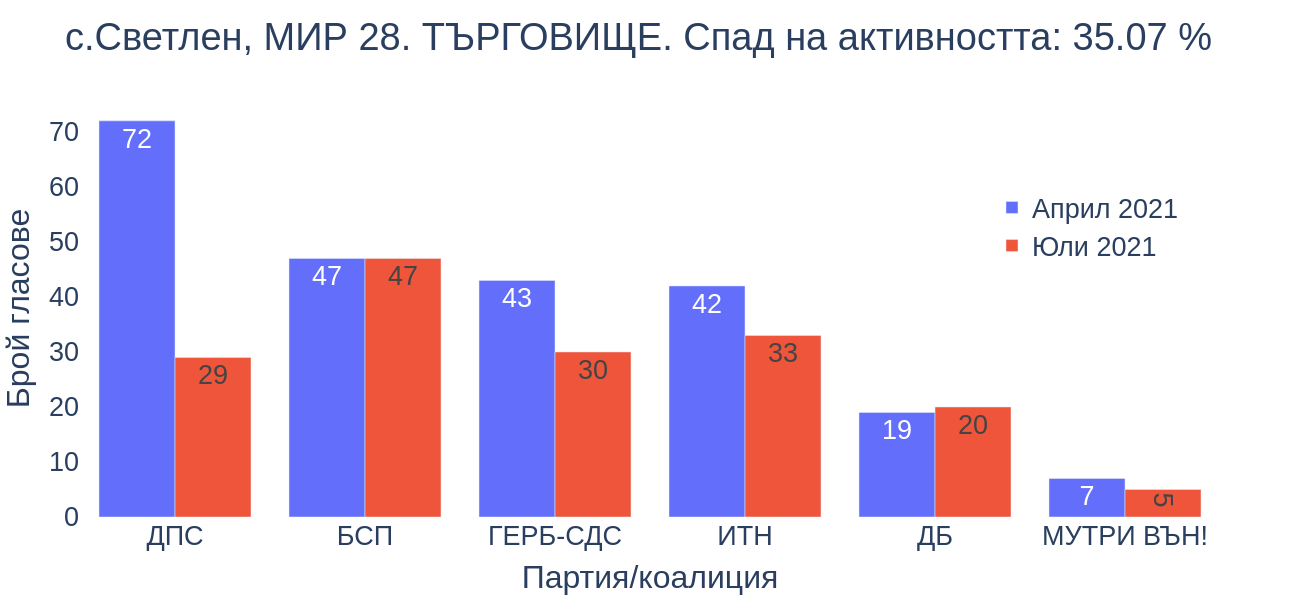 с.Светлен, МИР 28. ТЪРГОВИЩЕ. Спад на активността: 35.07 %
Брой гласове
70
60
50
40
30
20
10
0
72
29
47
47
43
30
42
33
19
20
7
5
Април 2021
Юли 2021
ДПС
БСП
ГЕРБ-СДС
ИТН
ДБ
МУТРИ ВЪН!
Партия/коалиция